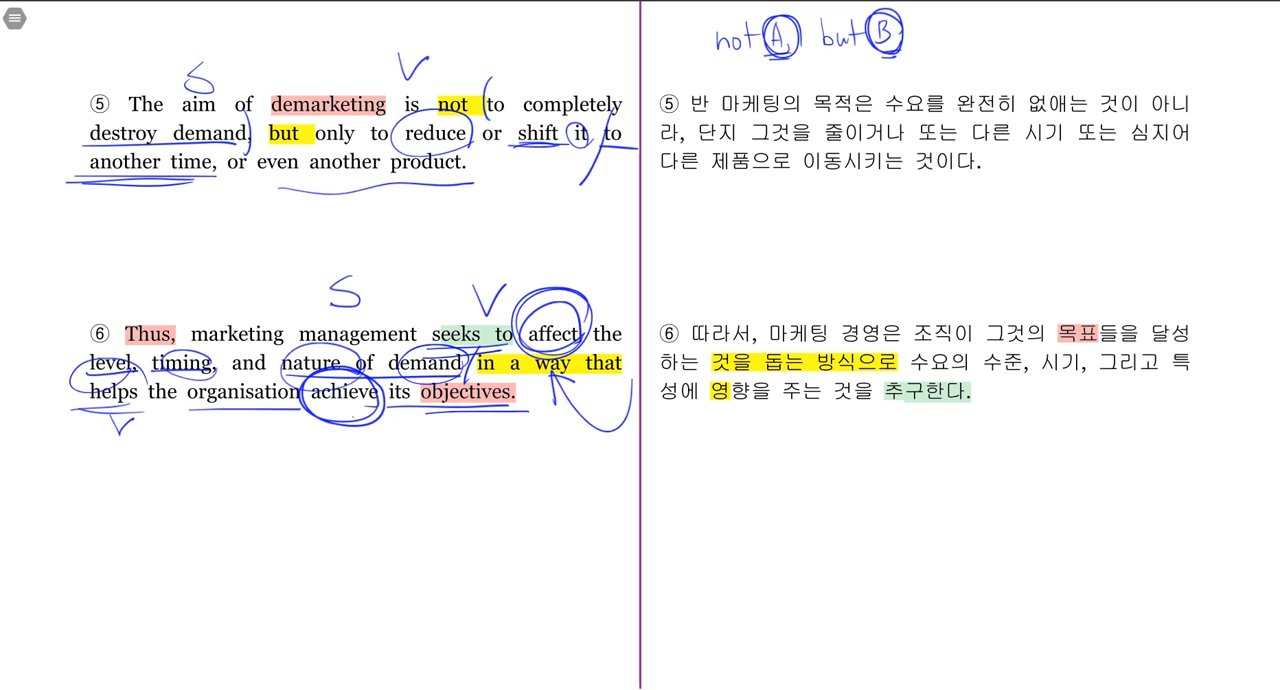 not A, but B
S V
⑤ The aim of demarketing is not to completely
destroy demand, but only to reduce or shift it to
another time, or even another product.
S V
⑥ Thus, marketing management seeks to affect the
level, timing, and nature of demand in a way that
helps the organisation achieve its objectives.
V
⑤ 반 마케팅의 목적은 수요를 완전히 없애는 것이 아니
라, 단지 그것을 줄이거나 또는 다른 시기 또는 심지어
다른 제품으로 이동시키는 것이다.
⑥ 따라서, 마케팅 경영은 조직이 그것의 목표들을 달성
하는 것을 돕는 방식으로 수요의 수준, 시기, 그리고 특
성에 영향을 주는 것을 추구한다.